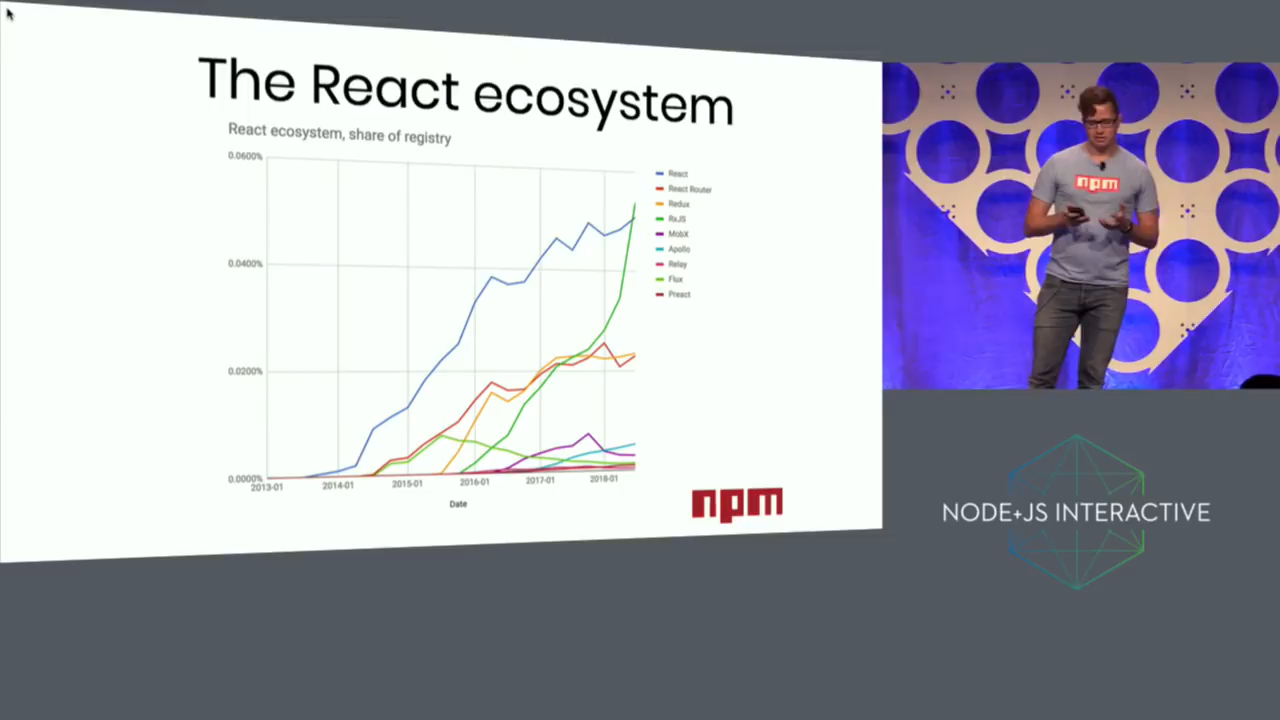 The React ecosystem
React ecosystem, share of registry
0.0600%
0.0400%
0.0200%
0.0000%
2013-01
2014-01
2015-01
2016-01
2017-01
2018-01
Date
React
React Router
Redux
RxJS
MobX
Apollo
Relay
Flux
Preact
npm
npm
NODE+JS INTERACTIVE